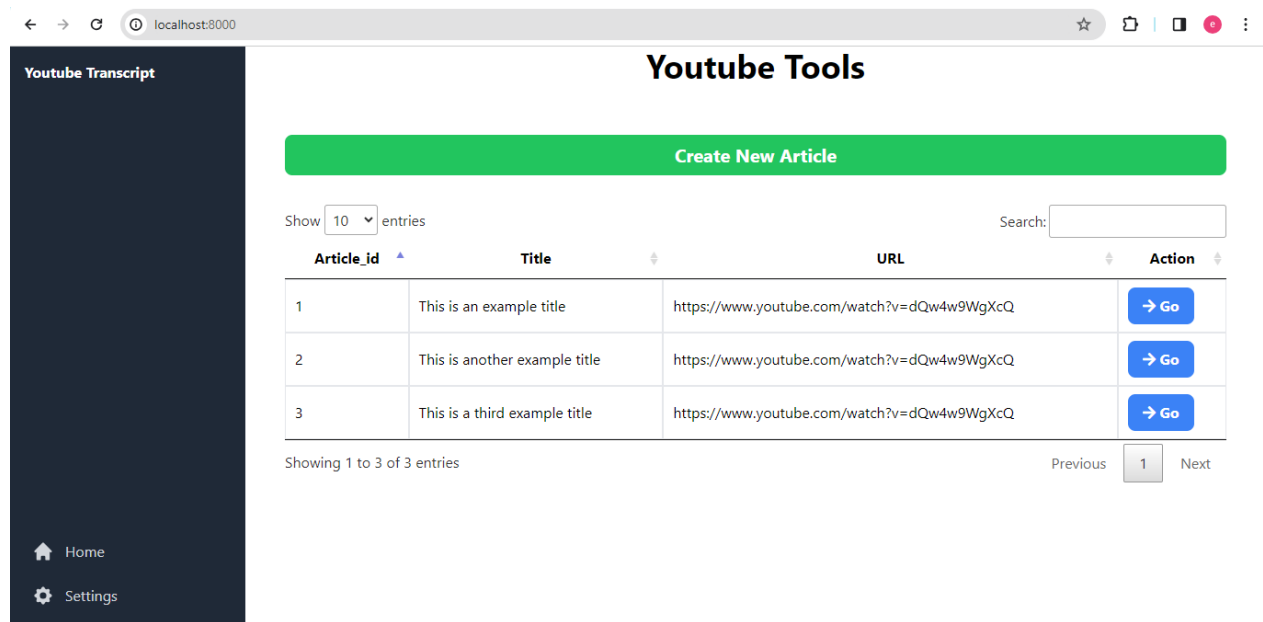 localhost:8000
e
Youtube Transcript
Youtube Tools
Create New Article
Show 10 entries
Search:
Article_id Title URL Action
1 This is an example title https://www.youtube.com/watch?v=dQw4w9WgXcQ Go
2 This is another example title https://www.youtube.com/watch?v=dQw4w9WgXcQ Go
3 This is a third example title https://www.youtube.com/watch?v=dQw4w9WgXcQ Go
Showing 1 to 3 of 3 entries
Previous 1 Next
Home
Settings